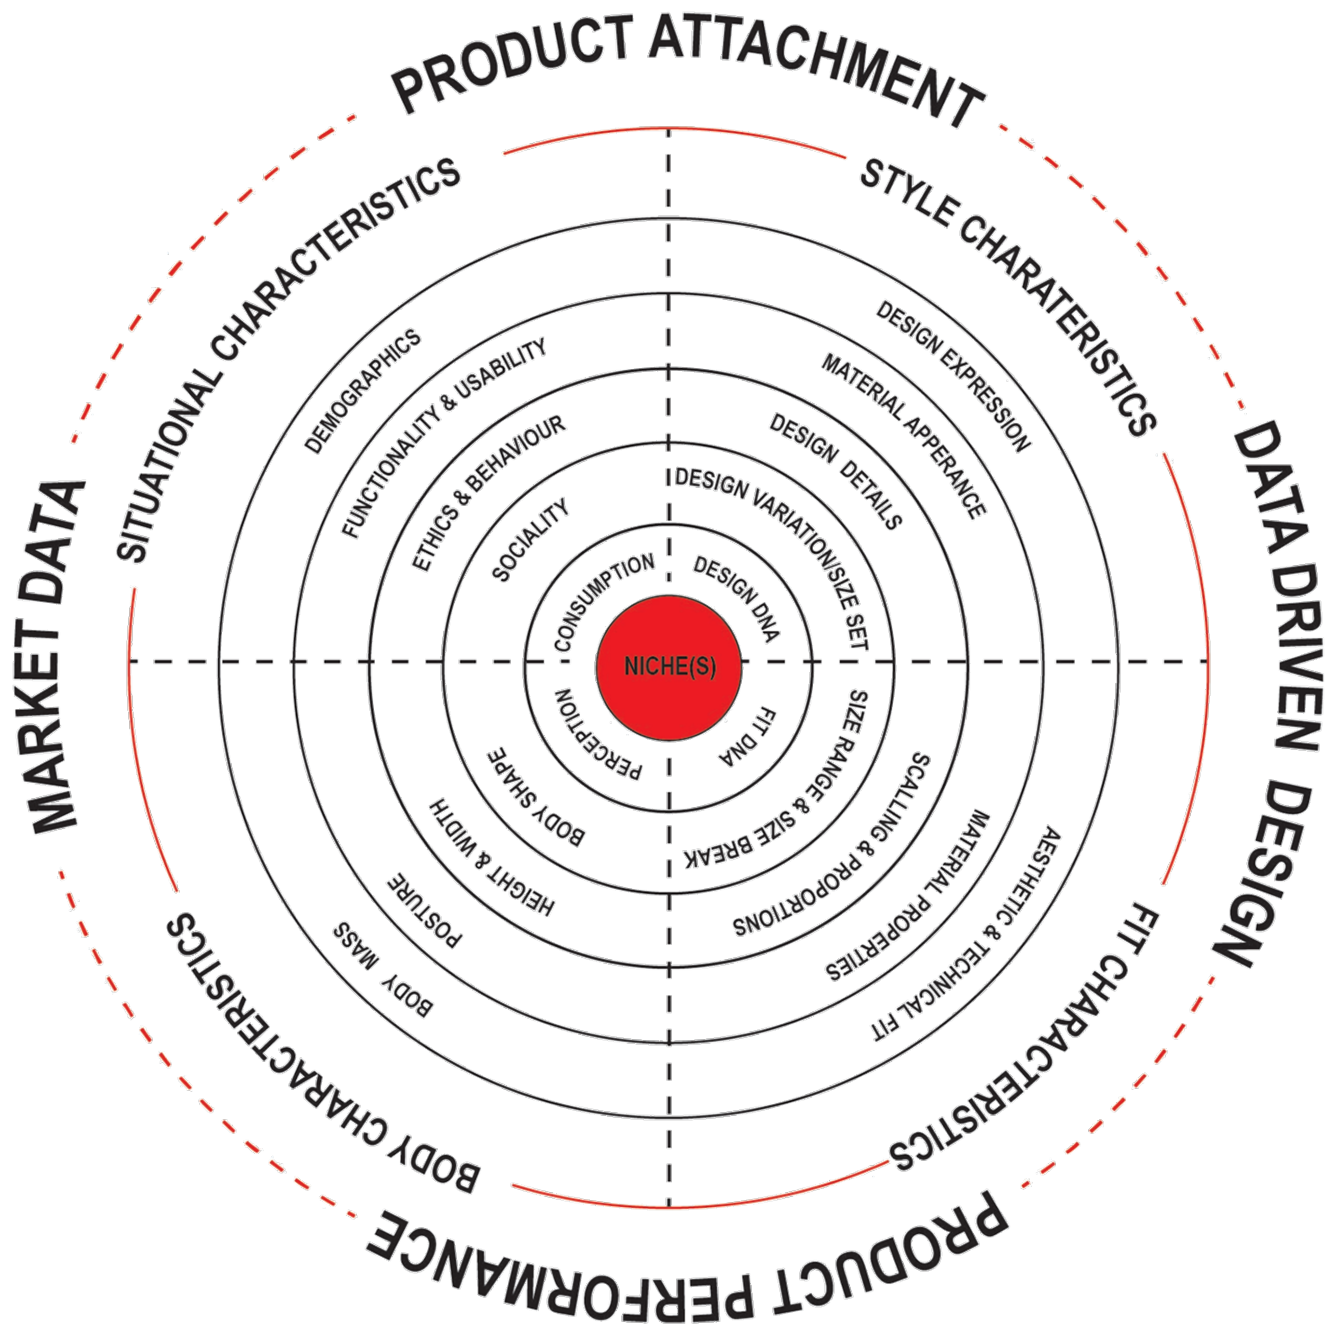 PRODUCT ATTACHMENT
DATA DRIVEN DESIGN
PRODUCT PERFORMANCE
MARKET DATA
SITUATIONAL CHARACTERISTICS
STYLE CHARATERISTICS
FIT CHARACTERISTICS
BODY CHARACTERISTICS
DEMOGRAPHICS
FUNCTIONALITY & USABILITY
ETHICS & BEHAVIOUR
SOCIALITY
CONSUMPTION
DESIGN EXPRESSION
MATERIAL APPERANCE
DESIGN DETAILS
DESIGN VARIATION/SIZE SET
DESIGN DNA
NICHE(S)
PERCEPTION
BODY SHAPE
HEIGHT & WIDTH
POSTURE
BODY MASS
FIT DNA
SIZE RANGE & SIZE BREAK
SCALLING & PROPORTIONS
MATERIAL PROPERTIES
AESTHETIC & TECHNICAL FIT